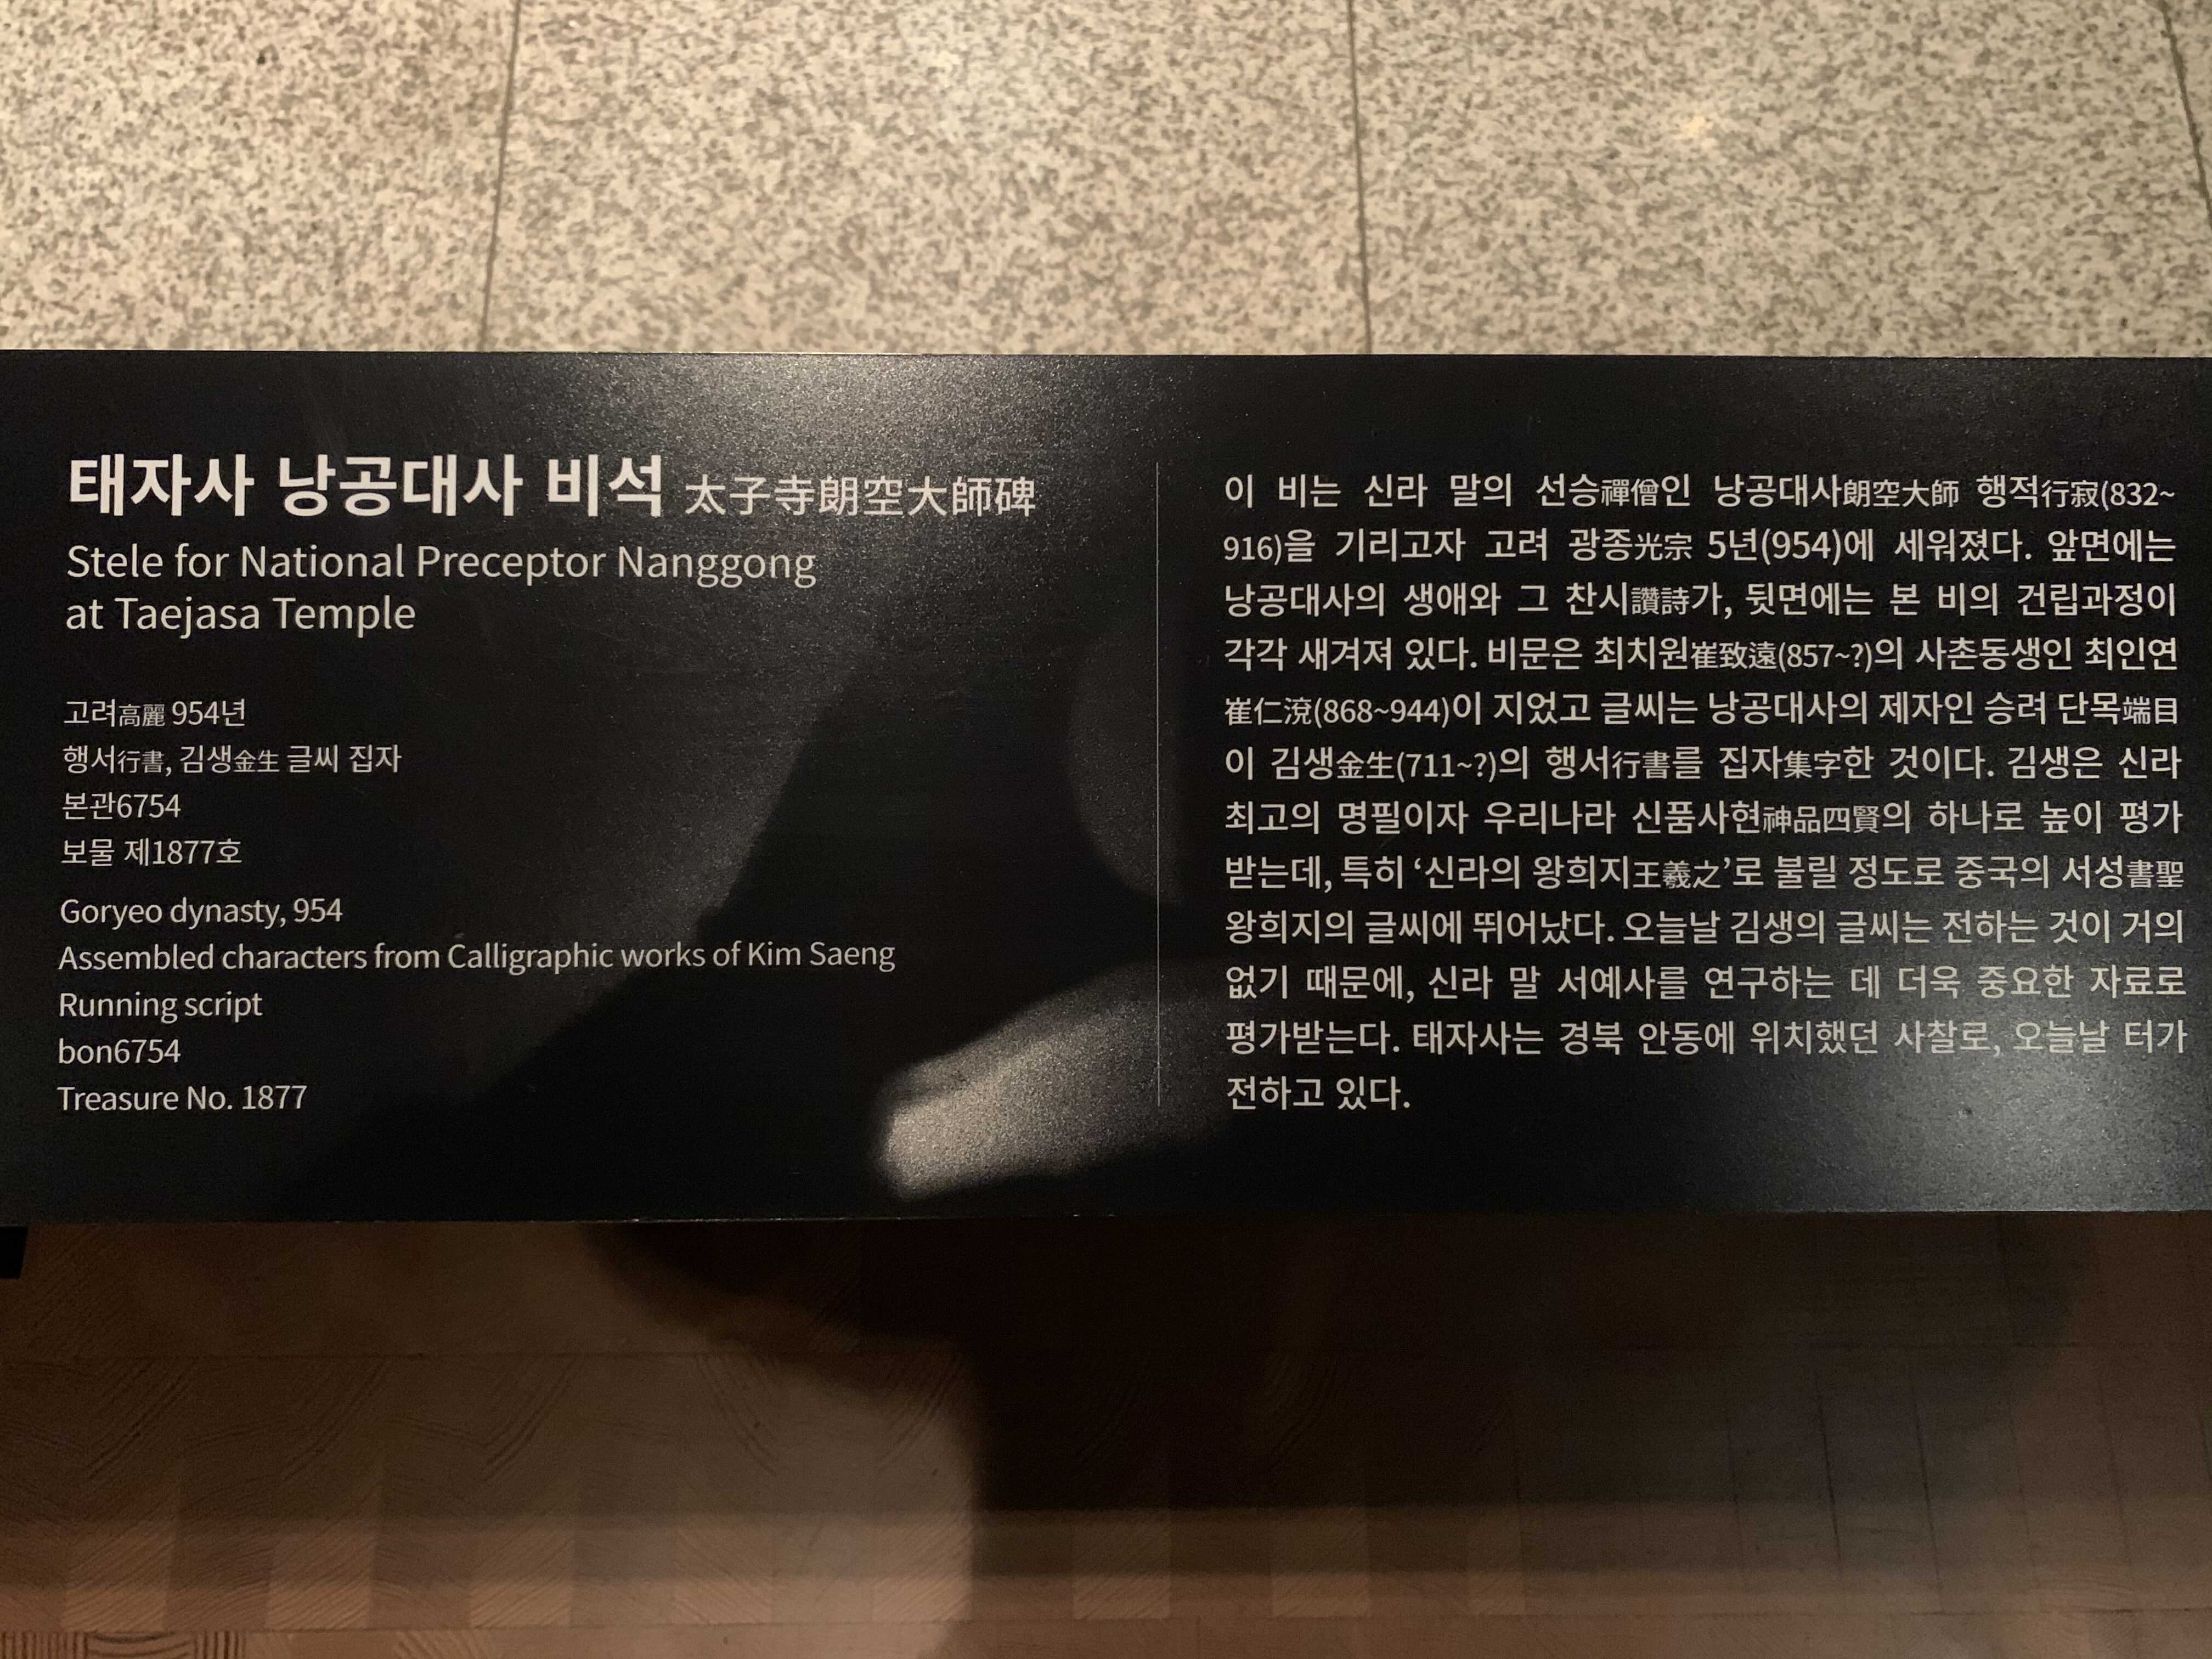 태자사 낭공대사 비석 太子寺朗空大師碑
Stele for National Preceptor Nanggong
at Taejasa Temple
고려高麗 954년
행서行書, 김생金生 글씨 집자
본관6754
보물 제1877호
Goryeo dynasty, 954
Assembled characters from Calligraphic works of Kim Saeng
Running script
bon6754
Treasure No. 1877
이 비는 신라 말의 선승禪僧인 낭공대사朗空大師 행적行寂(832~
916)을 기리고자 고려 광종光宗 5년(954)에 세워졌다. 앞면에는
낭공대사의 생애와 그 찬시讚詩가, 뒷면에는 본 비의 건립과정이
각각 새겨져 있다. 비문은 최치원崔致遠(857~?)의 사촌동생인 최인연
崔仁渷(868~944)이 지었고 글씨는 낭공대사의 제자인 승려 단목端目
이 김생金生(711~?)의 행서行書를 집자集字한 것이다. 김생은 신라
최고의 명필이자 우리나라 신품사현神品四賢의 하나로 높이 평가
받는데, 특히 ‘신라의 왕희지王羲之’로 불릴 정도로 중국의 서성書聖
왕희지의 글씨에 뛰어났다. 오늘날 김생의 글씨는 전하는 것이 거의
없기 때문에, 신라 말 서예사를 연구하는 데 더욱 중요한 자료로
평가받는다. 태자사는 경북 안동에 위치했던 사찰로, 오늘날 터가
전하고 있다.